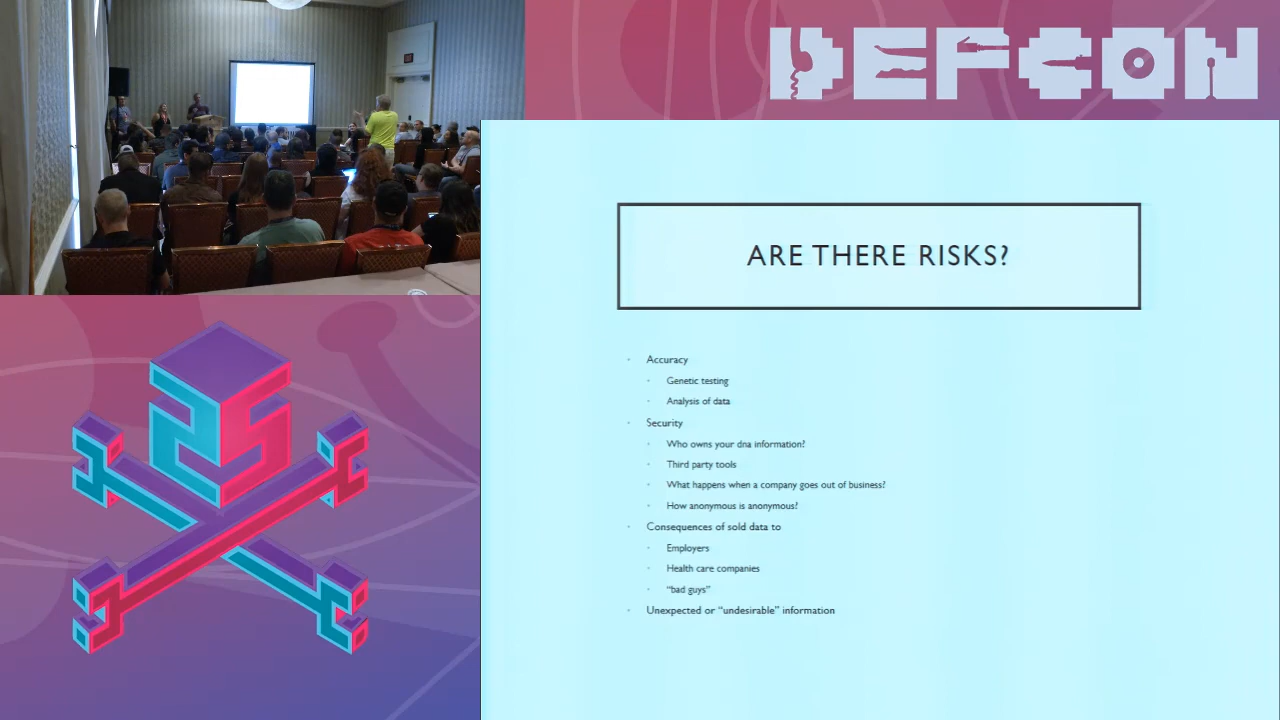 DEFCON
ARE THERE RISKS?
Accuracy
Genetic testing
Analysis of data
Security
Who owns your dna information?
Third party tools
What happens when a company goes out of business?
How anonymous is anonymous?
Consequences of sold data to
Employers
Health care companies
"bad guys"
Unexpected or "undesirable" information